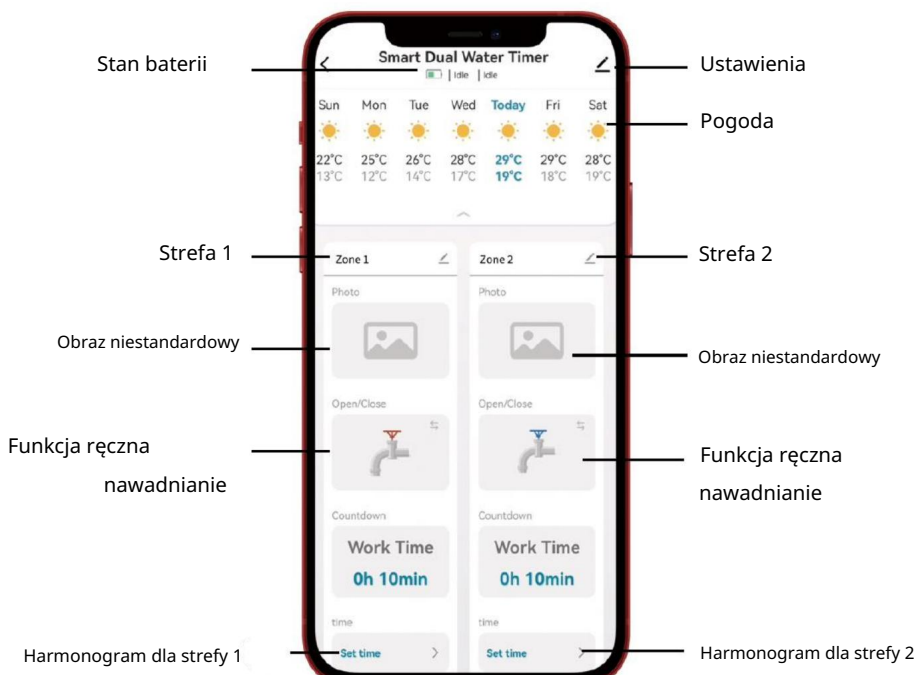 Smart Dual Water Timer
Idle | Idle
Stan baterii
Ustawienia
Sun Mon Tue Wed Today Fri Sat
Pogoda
22°C 25°C 26°C 28°C 29°C 29°C 28°C
13°C 12°C 14°C 17°C 19°C 18°C 19°C
Strefa 1
Zone 1
Zone 2
Strefa 2
Photo
Photo
Obraz niestandardowy
Obraz niestandardowy
Open/Close
Open/Close
Funkcja ręczna
nawadnianie
Funkcja ręczna
nawadnianie
Countdown
Countdown
Work Time
Work Time
0h 10min
0h 10min
time
time
Harmonogram dla strefy 1
Set time
Set time
Harmonogram dla strefy 2